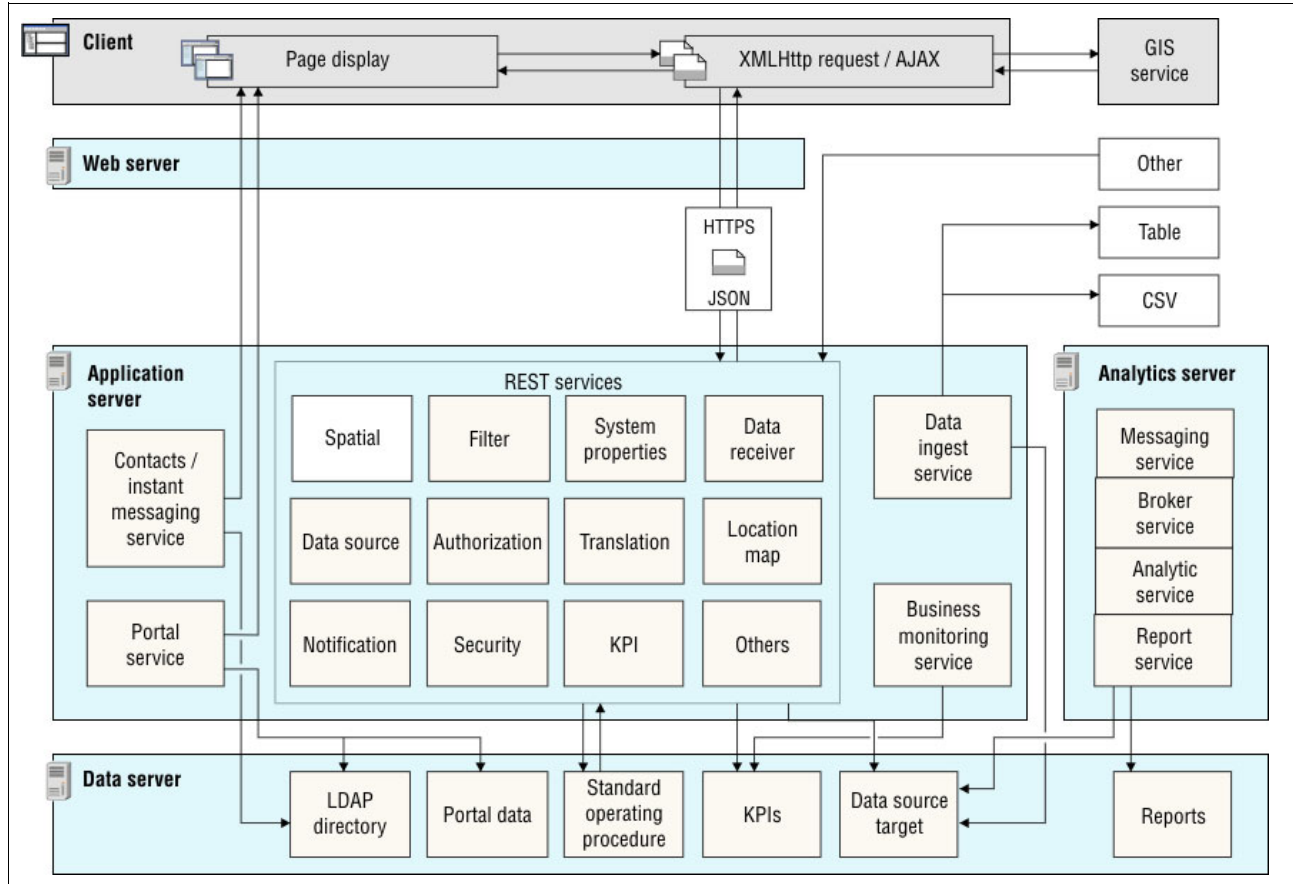 Client
Page display
XMLHttp request / AJAX
GIS
service
Web server
Other
HTTPS
JSON
Table
CSV
Application
server
REST services
Analytics server
Spatial
Filter
System
properties
Data
receiver
Data
ingest
service
Messaging
service
Contacts /
instant
messaging
service
Broker
service
Data source
Authorization
Translation
Location
map
Analytic
service
Portal
service
Notification
Security
KPI
Others
Business
monitoring
service
Report
service
Data server
LDAP
directory
Portal data
Standard
operating
procedure
KPIs
Data source
target
Reports